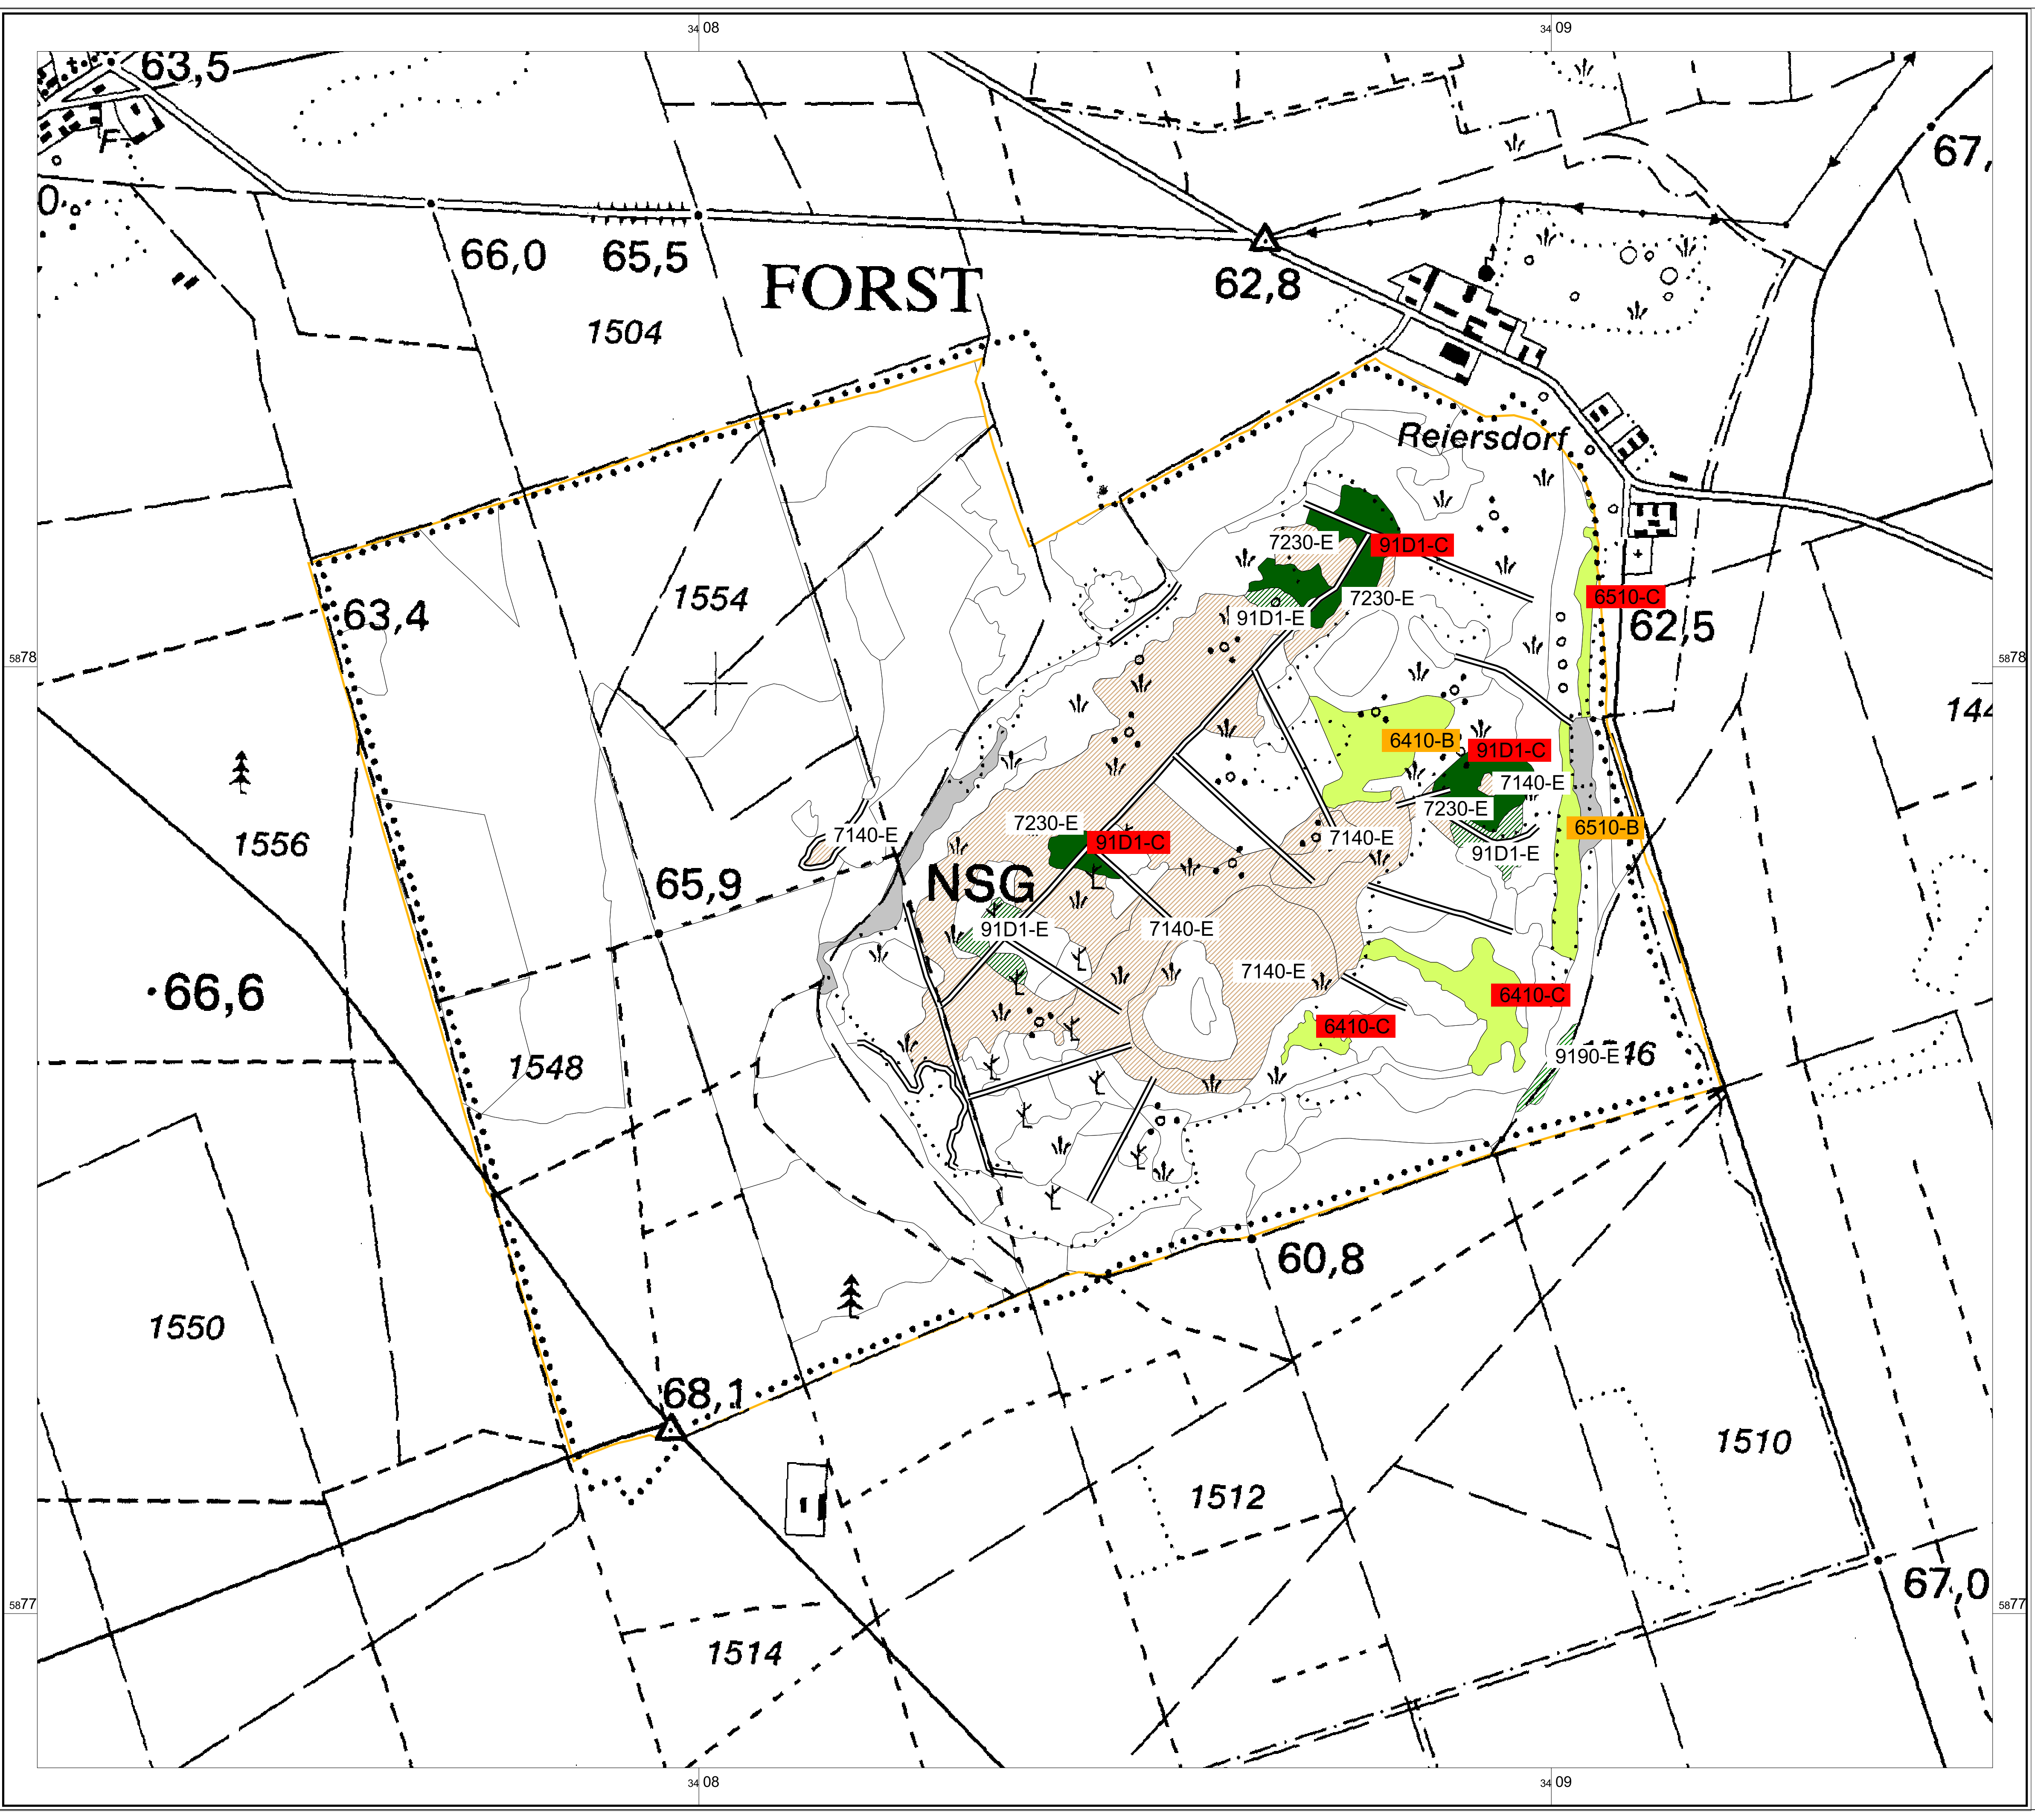 34 08
34 09
63,5
F
67,
0
66,0
65,5
62,8
FORST
1504
Reiersdorf
7230-E
91D1-C
1554
7230-E
6510-C
63,4
91D1-E
62,5
5878
5878
144
6410-B
91D1-C
7140-E
7230-E
7230-E
91D1-C
7140-E
7140-E
6510-B
1556
91D1-E
65,9
NSG
91D1-E
7140-E
7140-E
66,6
6410-C
6410-C
1548
9190-E
46
60,8
1550
68,1
1510
1512
67,0
5877
5877
1514
34 08
34 09